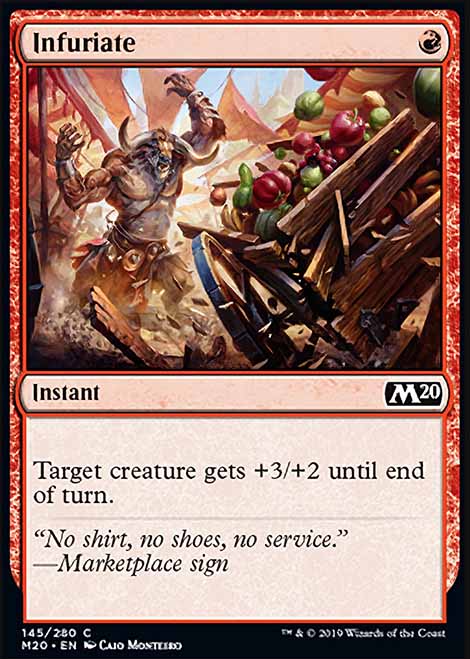 Infuriate
Instant
M20
Target creature gets +3/+2 until end
of turn.
“No shirt, no shoes, no service.”
—Marketplace sign
145/280 C
M20 • EN Caio Monteiro
™ & © 2019 Wizards of the Coast